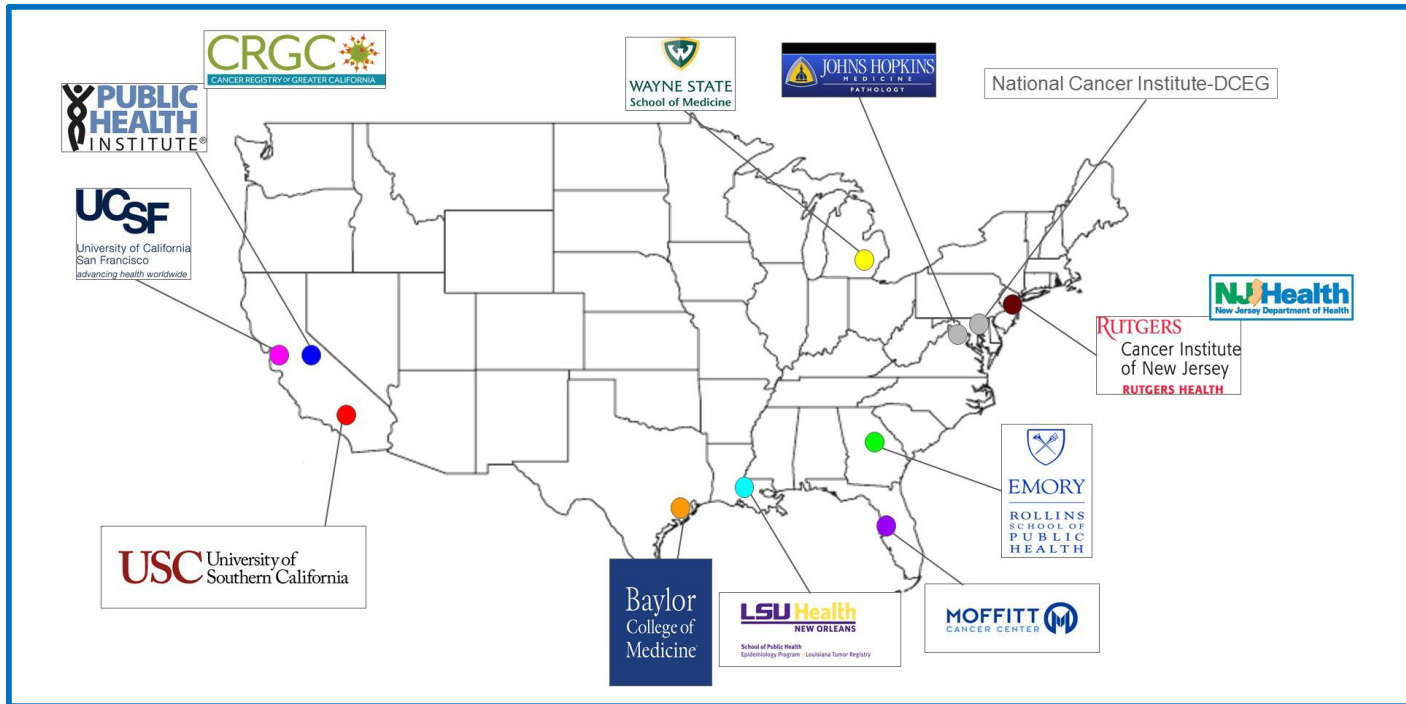 CRGC
CANCER REGISTRY OF GREATER CALIFORNIA
PUBLIC
HEALTH
INSTITUTE®
UCSF
University of California
San Francisco
advancing health worldwide
WAYNE STATE
School of Medicine
JOHNS HOPKINS
MEDICINE
PATHOLOGY
National Cancer Institute-DCEG
NJHealth
New Jersey Department of Health
RUTGERS
Cancer Institute
of New Jersey
RUTGERS HEALTH
EMORY
ROLLINS
SCHOOL OF
PUBLIC
HEALTH
USC University of
Southern California
Baylor
College of
Medicine
LSU Health
NEW ORLEANS
School of Public Health
Epidemiology Program · Louisiana Tumor Registry
MOFFITT
CANCER CENTER